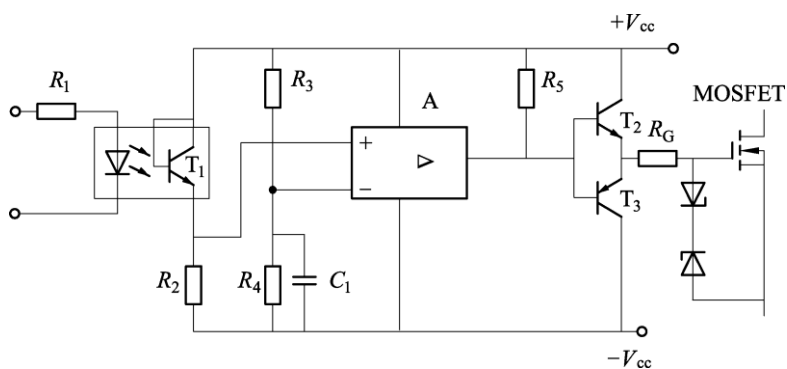 +Vcc
R1
R3
R5
A
MOSFET
T2
RG
T1
+
−
T3
R2
R4
C1
−Vcc